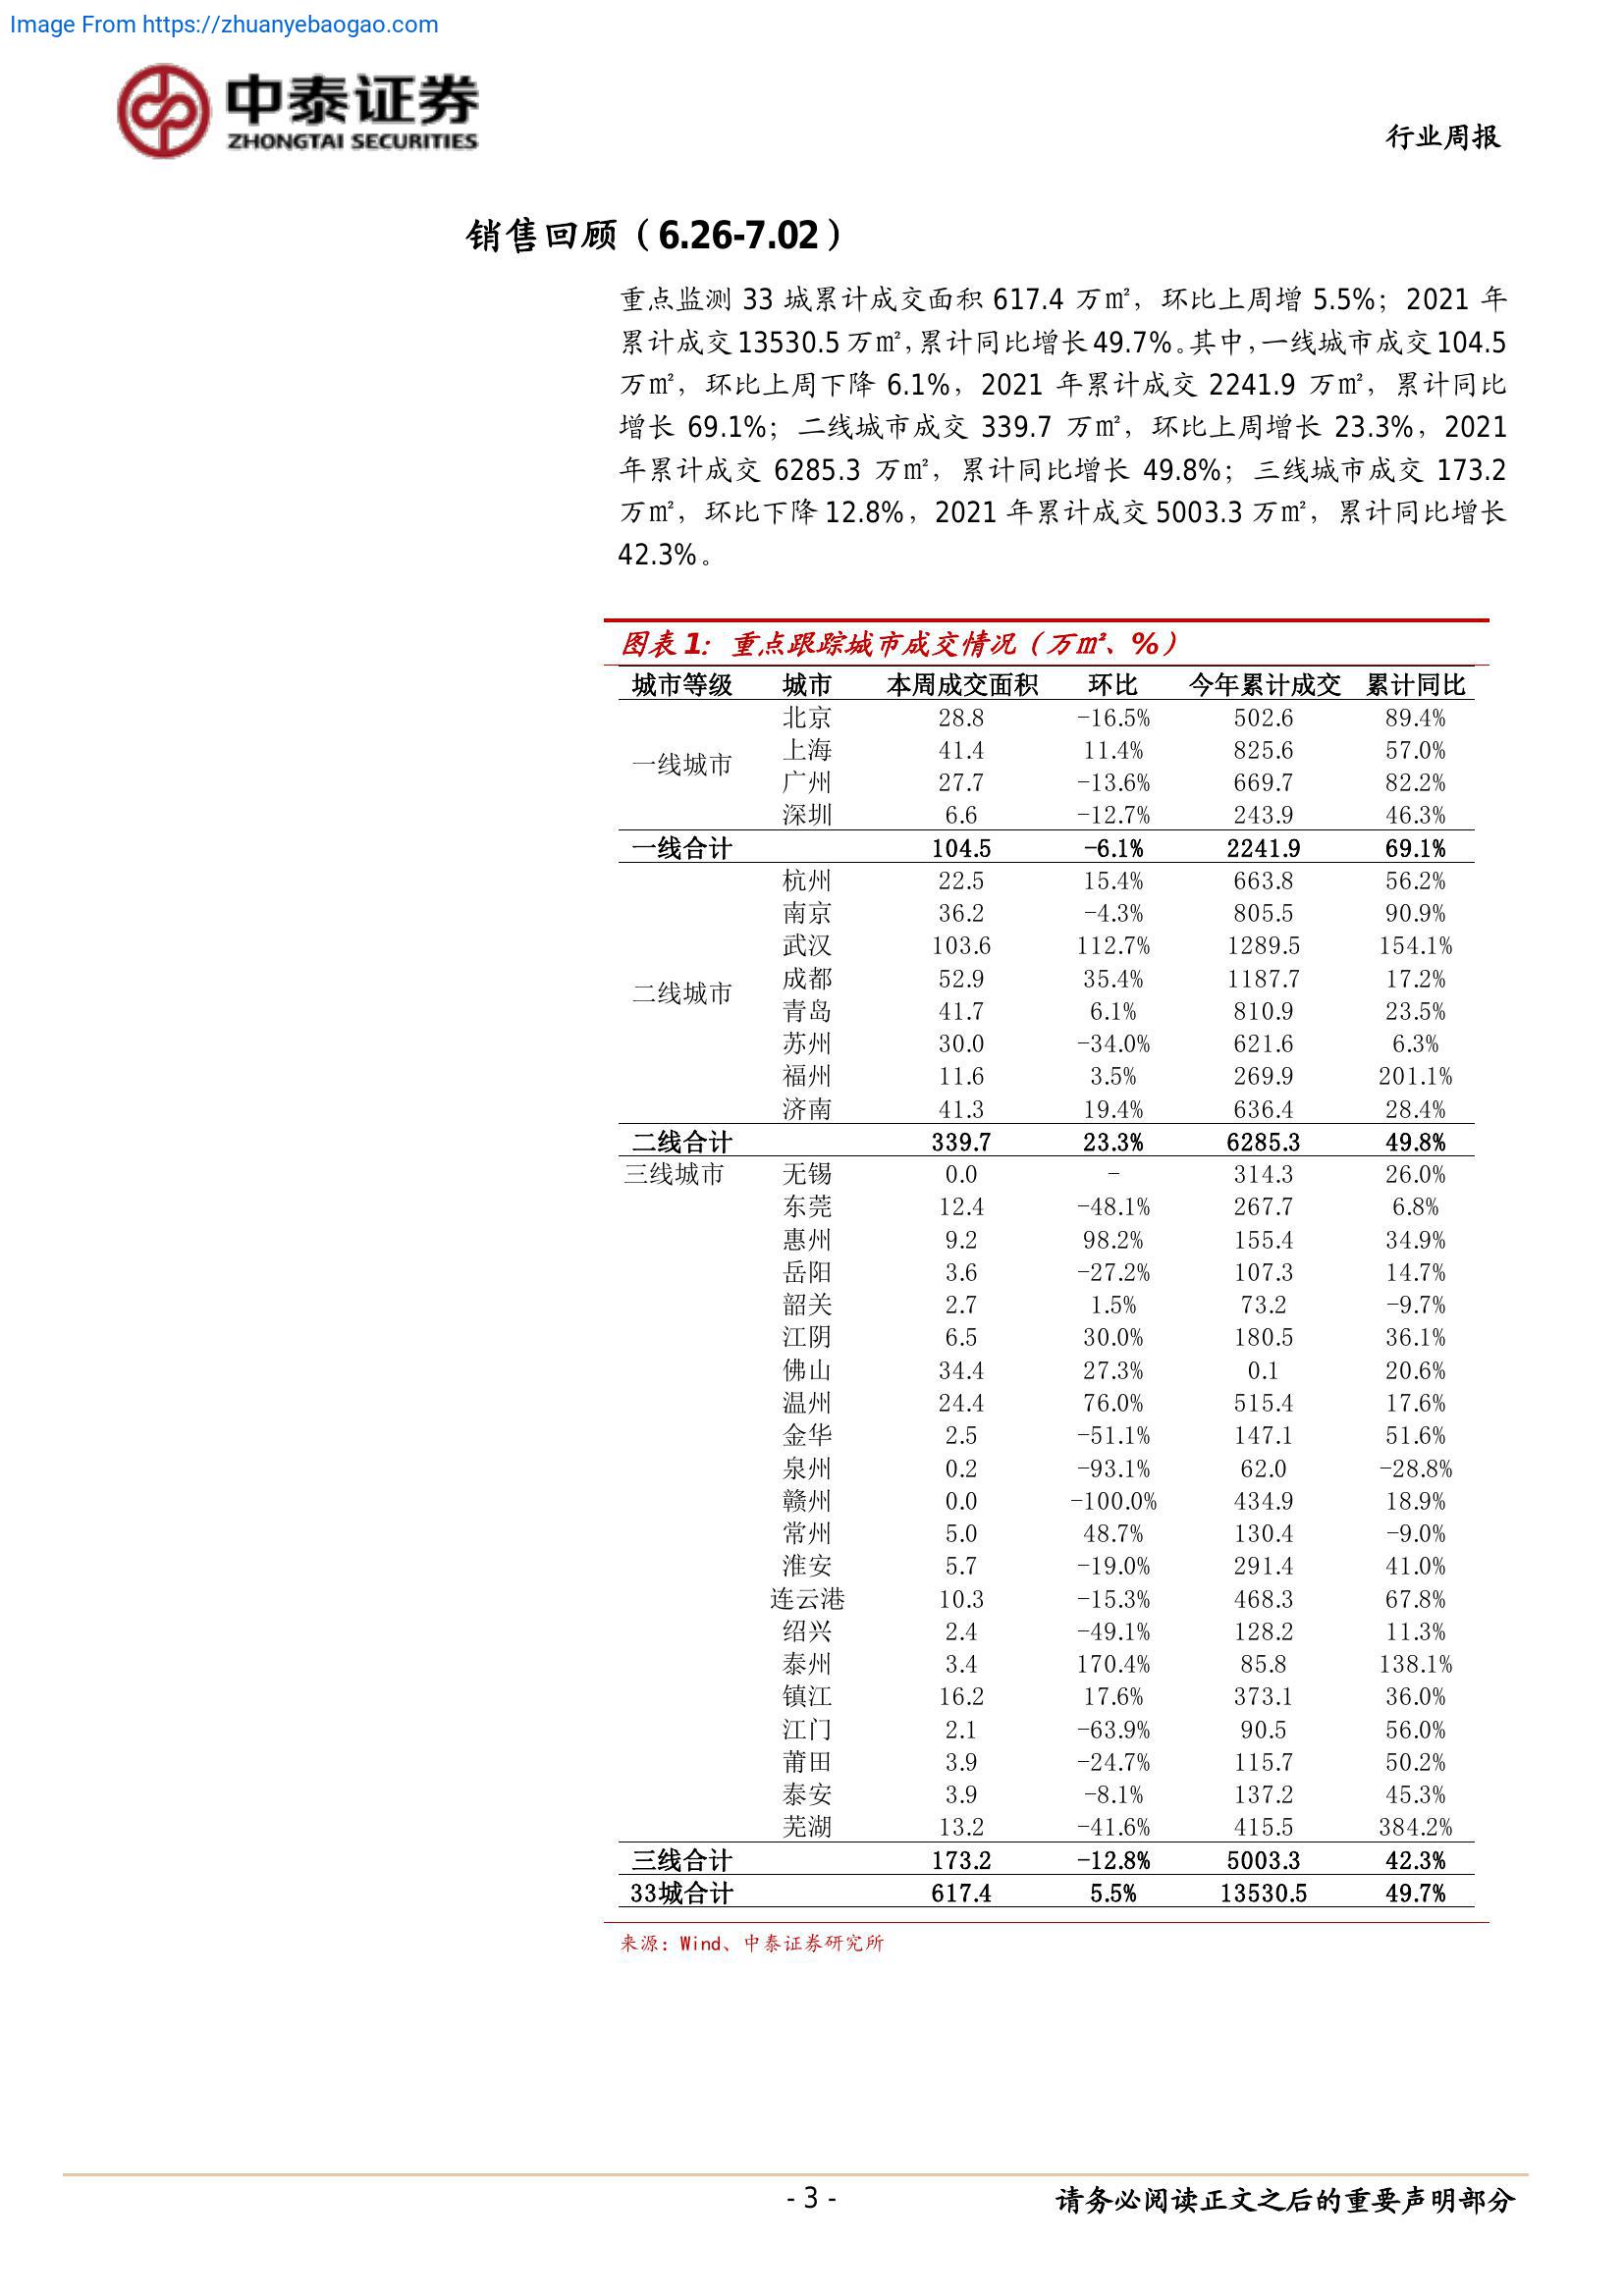 Image From https://zhuanyebaogao.com
中泰证券
ZHONGTAI SECURITIES
行业周报
销售回顾（6.26-7.02）
重点监测 33 城累计成交面积 617.4 万㎡，环比上周增 5.5%；2021 年
累计成交 13530.5 万㎡，累计同比增长 49.7%。其中，一线城市成交 104.5
万㎡，环比上周下降 6.1%，2021 年累计成交 2241.9 万㎡，累计同比
增长 69.1%；二线城市成交 339.7 万㎡，环比上周增长 23.3%，2021
年累计成交 6285.3 万㎡，累计同比增长 49.8%；三线城市成交 173.2
万㎡，环比下降 12.8%，2021 年累计成交 5003.3 万㎡，累计同比增长
42.3%。
图表 1：重点跟踪城市成交情况（万㎡、%）
城市等级 城市 本周成交面积 环比 今年累计成交 累计同比
北京 28.8 -16.5% 502.6 89.4%
一线城市 上海 41.4 11.4% 825.6 57.0%
广州 27.7 -13.6% 669.7 82.2%
深圳 6.6 -12.7% 243.9 46.3%
一线合计 104.5 -6.1% 2241.9 69.1%
杭州 22.5 15.4% 663.8 56.2%
南京 36.2 -4.3% 805.5 90.9%
武汉 103.6 112.7% 1289.5 154.1%
二线城市 成都 52.9 35.4% 1187.7 17.2%
青岛 41.7 6.1% 810.9 23.5%
苏州 30.0 -34.0% 621.6 6.3%
福州 11.6 3.5% 269.9 201.1%
济南 41.3 19.4% 636.4 28.4%
二线合计 339.7 23.3% 6285.3 49.8%
三线城市 无锡 0.0 - 314.3 26.0%
东莞 12.4 -48.1% 267.7 6.8%
惠州 9.2 98.2% 155.4 34.9%
岳阳 3.6 -27.2% 107.3 14.7%
韶关 2.7 1.5% 73.2 -9.7%
江阴 6.5 30.0% 180.5 36.1%
佛山 34.4 27.3% 0.1 20.6%
温州 24.4 76.0% 515.4 17.6%
金华 2.5 -51.1% 147.1 51.6%
泉州 0.2 -93.1% 62.0 -28.8%
赣州 0.0 -100.0% 434.9 18.9%
常州 5.0 48.7% 130.4 -9.0%
淮安 5.7 -19.0% 291.4 41.0%
连云港 10.3 -15.3% 468.3 67.8%
绍兴 2.4 -49.1% 128.2 11.3%
泰州 3.4 170.4% 85.8 138.1%
镇江 16.2 17.6% 373.1 36.0%
江门 2.1 -63.9% 90.5 56.0%
莆田 3.9 -24.7% 115.7 50.2%
泰安 3.9 -8.1% 137.2 45.3%
芜湖 13.2 -41.6% 415.5 384.2%
三线合计 173.2 -12.8% 5003.3 42.3%
33城合计 617.4 5.5% 13530.5 49.7%
来源：Wind、中泰证券研究所
- 3 -
请务必阅读正文之后的重要声明部分